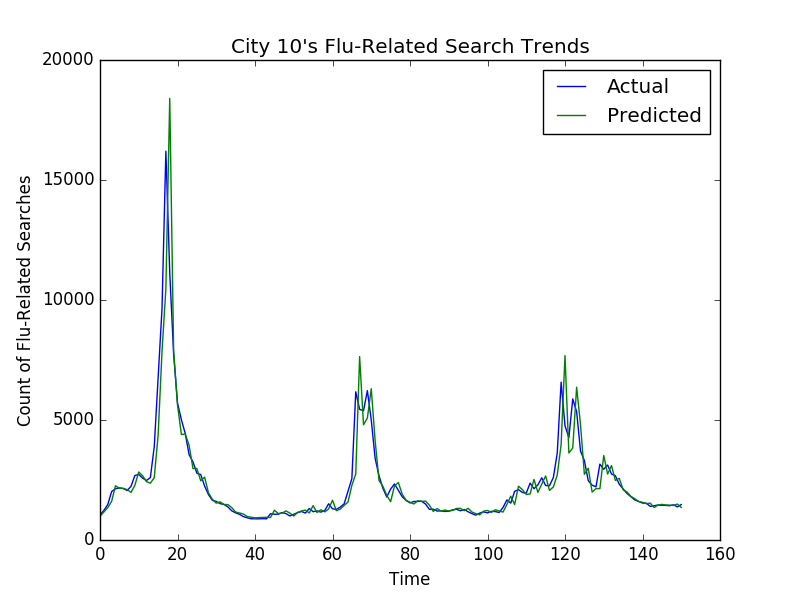 City 10's Flu-Related Search Trends
20000
15000
10000
5000
0
Count of Flu-Related Searches
Actual
Predicted
0 20 40 60 80 100 120 140 160
Time